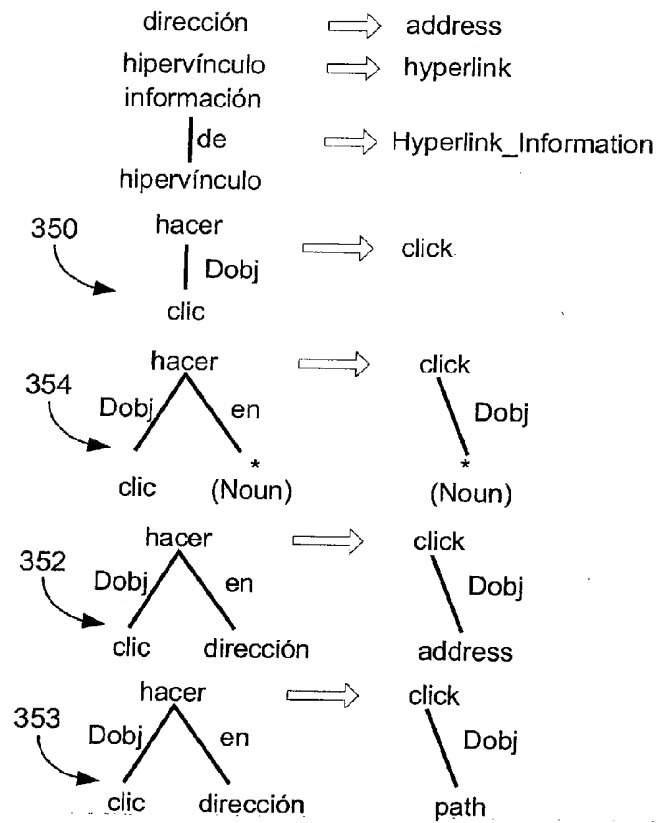 dirección address
hipervínculo hyperlink
información
de Hyperlink_Information
hipervínculo
350 hacer click
Dobj
clic
hacer click
354 Dobj en Dobj
* *
clic (Noun) (Noun)
hacer click
352 Dobj en Dobj
clic dirección address
hacer click
353 Dobj en Dobj
clic dirección path